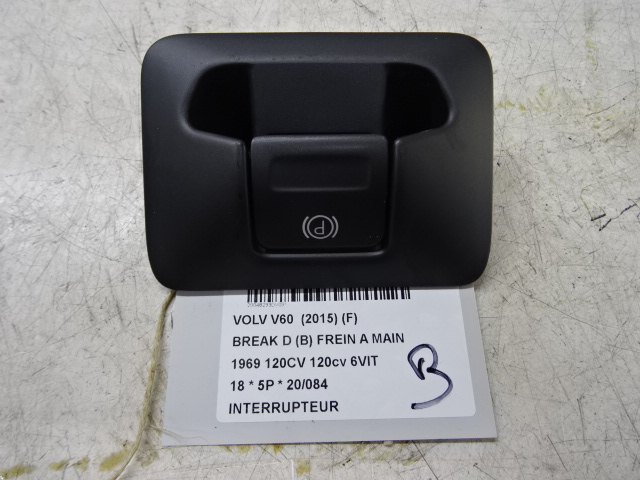 (P)
VOLV V60 (2015) (F)
BREAK D (B) FREIN A MAIN
1969 120CV 120cv 6VIT
18 * 5P * 20/084
INTERRUPTEUR
B